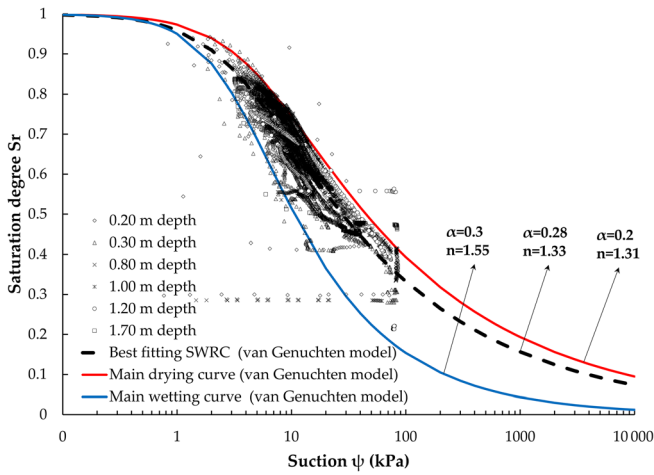 1
0.9
0.8
0.7
0.6
0.5
0.4
0.3
0.2
0.1
0
Saturation degree Sr
0.20 m depth
0.30 m depth
0.80 m depth
1.00 m depth
1.20 m depth
1.70 m depth
Best fitting SWRC (van Genuchten model)
Main drying curve (van Genuchten model)
Main wetting curve (van Genuchten model)
α=0.3
n=1.55
α=0.28
n=1.33
α=0.2
n=1.31
0 1 10 100 1000 10 000
Suction ψ (kPa)